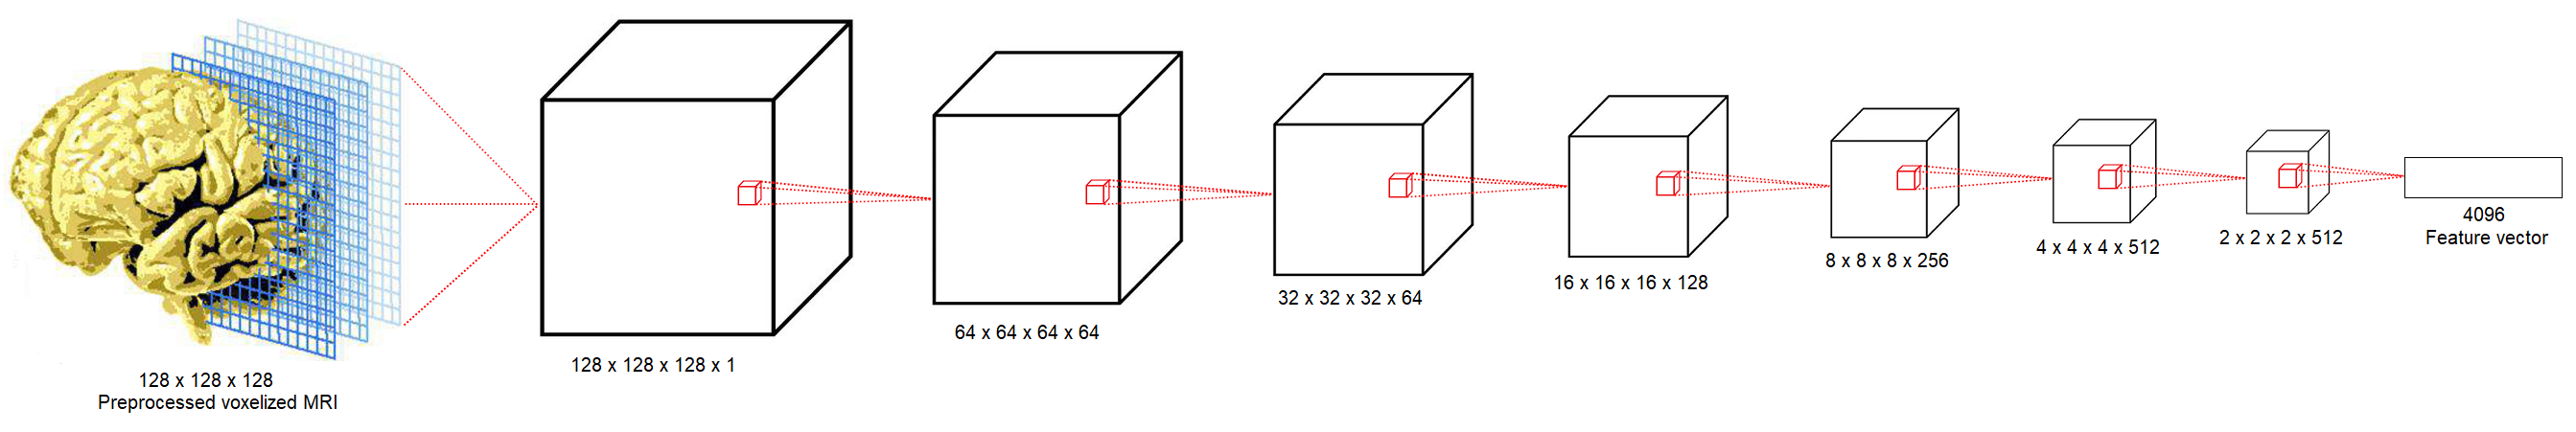 128 x 128 x 128
Preprocessed voxelized MRI
128 x 128 x 128 x 1
64 x 64 x 64 x 64
32 x 32 x 32 x 64
16 x 16 x 16 x 128
8 x 8 x 8 x 256
4 x 4 x 4 x 512
2 x 2 x 2 x 512
4096
Feature vector